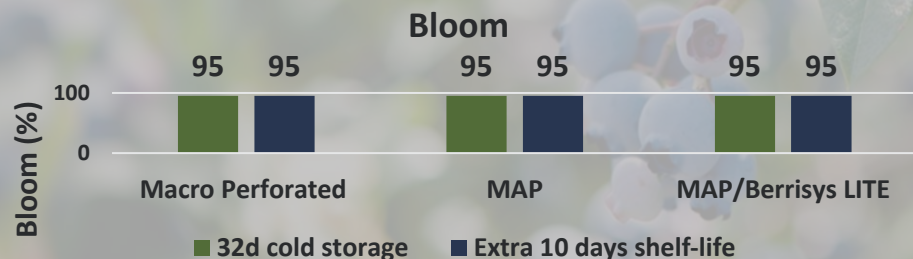 Bloom
95 95 95 95 95 95
100
0
Bloom (%)
Macro Perforated MAP MAP/Berrisys LITE
32d cold storage Extra 10 days shelf-life